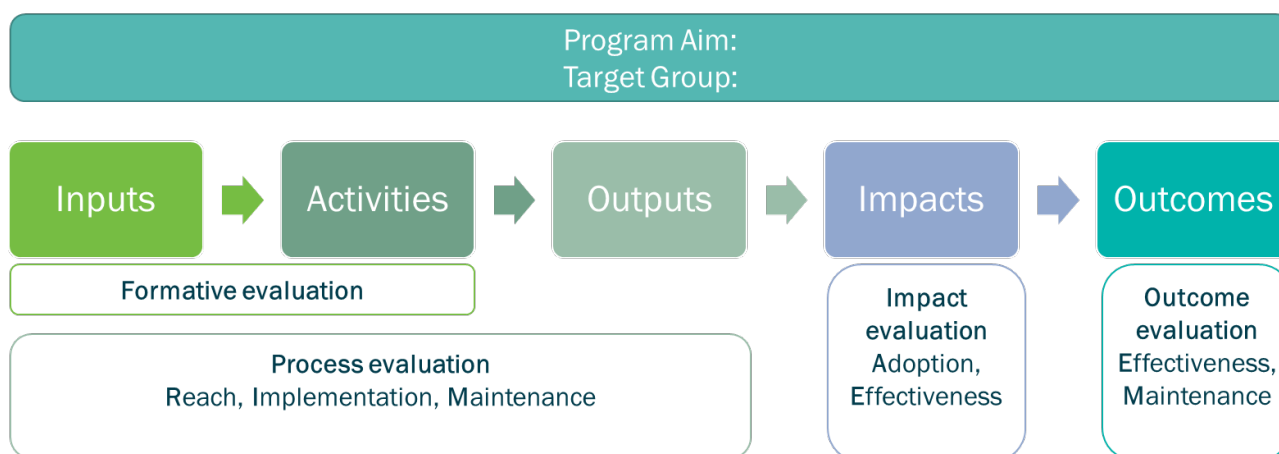 Program Aim:
Target Group:
Inputs
Activities
Outputs
Impacts
Outcomes
Formative evaluation
Process evaluation
Reach, Implementation, Maintenance
Impact
evaluation
Adoption,
Effectiveness
Outcome
evaluation
Effectiveness,
Maintenance